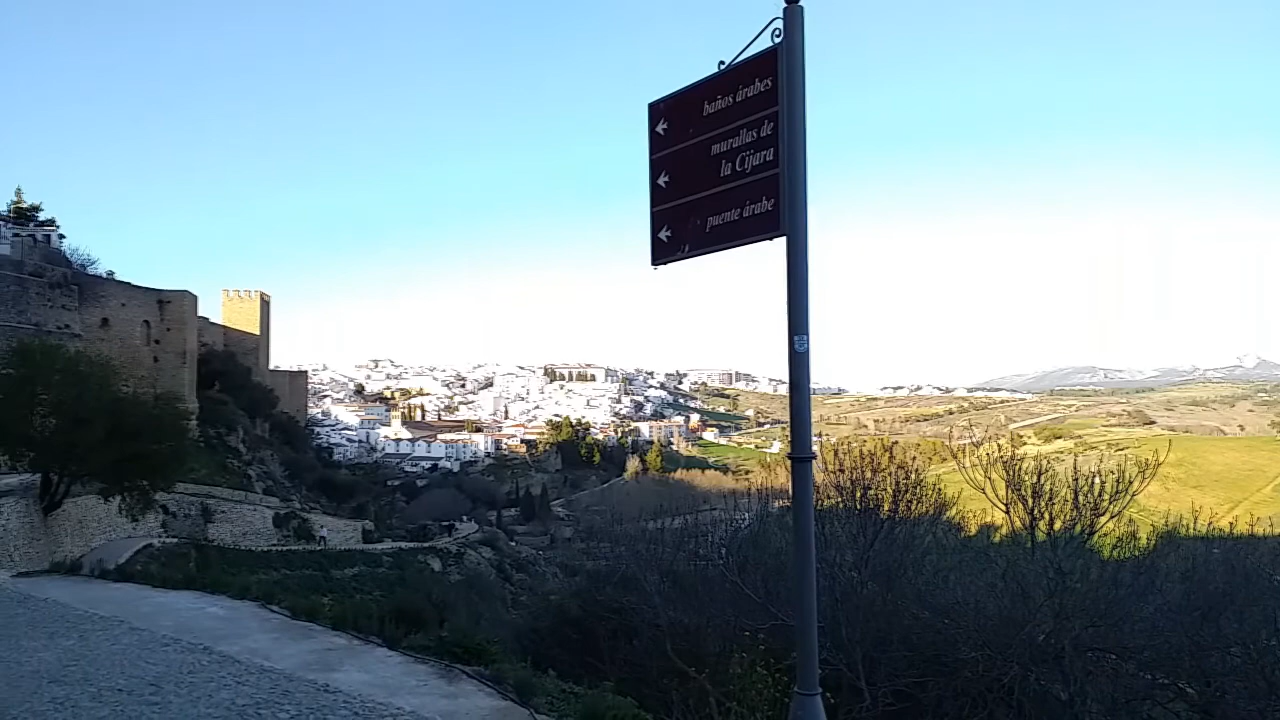 baños árabes
murallas de
la Cijara
puente árabe